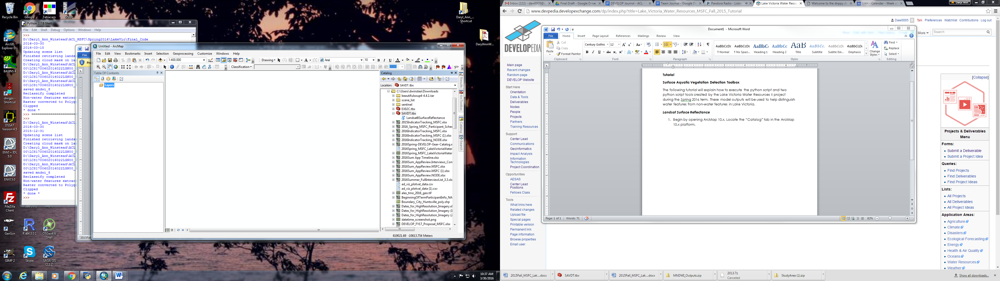 Recycle Bin
Google
Tetracam
SNAP
Daryl_Ann_...
- Shortcut
DarylAnnW...
ArcGIS
Explorer D...
BASINS 4
dnrgps -
Shortcut
DSSAT
Version 4.5
ENVI + IDL
5.0
ENVI 5.0
FileZilla
Client
GenScn
R x64 3.0.1
OSGeo4W
Shell
GIMP 2
Skype
SAGA GIS
(2.1.2)
Python 2.7.8 Shell
File Edit Shell Debug Options Windows Help
>>>
D:\Daryl_Ann_Winstead\ACL_MSFC\Spring2016\LakeVic\Final_Code
2016-03-30
2016-03-15
Updating scene list
Finished retrieving lands
Creating cloud mask on la
D:\Daryl_Ann_Winstead\ACL
00\LC81700602016022LGN00_
D:\Daryl_Ann_Winstead\ACL
00\LC81700602016022LGN00_
D:\Daryl_Ann_Winstead\ACL
00\LC81700602016022LGN00_
saved mndwi_8
Reclassify completed
Non-water features extrac
Raster converted to Polyg
Clipped
* done *
>>> ======================
>>>
D:\Daryl_Ann_Winstead\ACL
2016-03-30
2015-12-31
Updating scene list
Finished retrieving lands
Creating cloud mask on la
D:\Daryl_Ann_Winstead\ACL
00\LC81700602016022LGN00_
D:\Daryl_Ann_Winstead\ACL
00\LC81700602016022LGN00_
D:\Daryl_Ann_Winstead\ACL
00\LC81700602016022LGN00_
saved mndwi_8
Reclassify completed
Non-water features extrac
Raster converted to Polyg
Clipped
* done *
>>>
File
Pro
"2015Fal
Untitled - ArcMap
File Edit View Bookmarks Insert Selection Geoprocessing Customize Windows Help
1:400,000
Drawing
Arial
10
B I U A
Classification
Table Of Contents
Layers
Catalog
Location: SAVDT.tbx
C:\Users\dwinstea\Downloads
beautifulsoup4-4.4.1.tar
scene_list
sentinel
EX02C.tbx
SAVDT.tbx
Landsat8SurfaceReflectance
2015IndicatorTracking_MSFC.xlsx
2016_Spring_MSFC_Participant_Sched
2016IndicatorTracking_MSFC.xlsx
2016IndicatorTracking_MSFC (1).xlsx
2016IndicatorTracking_NODE.xlsx
2016Spring-DEVELOP-Gear-Catalog.x
2016Spring_MSFC_LakeVictoriaWater
2016Spring_MSFC_LakeVictoriaWater
2016Sum App Timeline.xlsx
2016Sum_AppReview.Interviews_Com
2016Sum_AppReview.MSFC.xlsx
2016Sum_AppReview.MSFC (1).xlsx
2016Sum_AppReview.NODE.xlsx
2016Summer_FullInterviewList_3.3.xls
ad_viz_plotval_data.csv
ad_viz_plotval_data (1).csv
alex_tmo_2016_geo.tif
BeginningOfTermParticipantInfo_NA
Boundary_City_Huntsville_poly.shp
Dates_for_HighResolution_Imagery.xl
Dates_for_HighResolution_Imagery (1
Dates_for_HighResolution_Imagery (2
datetime_screenshot.png
DEVELOP_FY17_Proposal_MSFC.xlsx
Results
ArcToolbox
Catalog
Search
619021.69 -10613.754 Meters
10:37 AM
3/30/2016
Inbox (222) - daw0005@u
Final Draft - Google Drive
DEVELOP Journal - ACL -
Team Journal - Google Do
Pandora Radio - Listen
Lake Victoria Water Resou
Welcome to the dnppy do
UAH - Calendar - Week of
Daryl Ann
www.devpedia.developexchange.com/dp/index.php?title=Lake_Victoria_Water_Resources_MSFC_Fall_2015_Tutorial
Daw0005 0 Talk Preferences Watchlist Contributions Log out
More
Search
DEVELOPEDIA
Main page
Recent changes
Random page
DEVELOP Website
Start Here
Orientation
Data & Tools
Deliverables
Nodes
People
Projects
Partners
Training Resources
Support
Center Lead
Communications
Geoinformatics
Impact Analysis
Information
Technologies
Project Coordination
Opportunities
AESAS
Center Lead
Positions
Fellows Class
Tools
What links here
Related changes
Upload file
Special pages
Printable version
Permanent link
Page information
Browse properties
Email user
Document1 - Microsoft Word
File Home Insert Page Layout References Mailings Review View
Paste
Cut
Copy
Format Painter
Clipboard
Century Gothic
12
Font
Paragraph
AaBbCcDc AaBbCcDc AaBbC AaBbCc AaB AaBbCcDc AaBbCcDc AaBbCcDc
¶ Normal ¶ No Spaci... Heading 1 Heading 2 Title Subtitle Subtle Em... Emphasis
Change
Styles
Styles
Find
Replace
Select
Editing
Tutorial
Surface Aquatic Vegetation Detection Toolbox
The following tutorial will explain how to execute the python script and two
python script tools created by the Lake Victoria Water Resources II project
during the Spring 2016 term. These model outputs will be used to help distinguish
water features from non-water features in Lake Victoria.
Landsat Surface Reflectance
1. Begin by opening ArcMap 10.x. Locate the “Catalog” tab in the ArcMap
10.x platform.
Page: 1 of 1 Words: 71
82%
[Collapse]
Projects & Deliverables
Menu
Forms:
Submit a Deliverable
Submit a Project Idea
Queries:
Find Projects
Find Deliverables
Find Project Ideas
Lists:
All Projects
All Deliverables
All Project Ideas
Application Areas:
Agriculture
Climate
Disasters
Ecological Forecasting
Energy
Health & Air Quality
Oceans
Water Resources
Weather
2015Fall_MSFC_Lak....docx
SAVDT.tbx
2015Fall_MSFC_Lak....docx
MNDWI_Outputs.zip
2013.7z
Canceled
StudyArea (1).zip
Show all downloads...